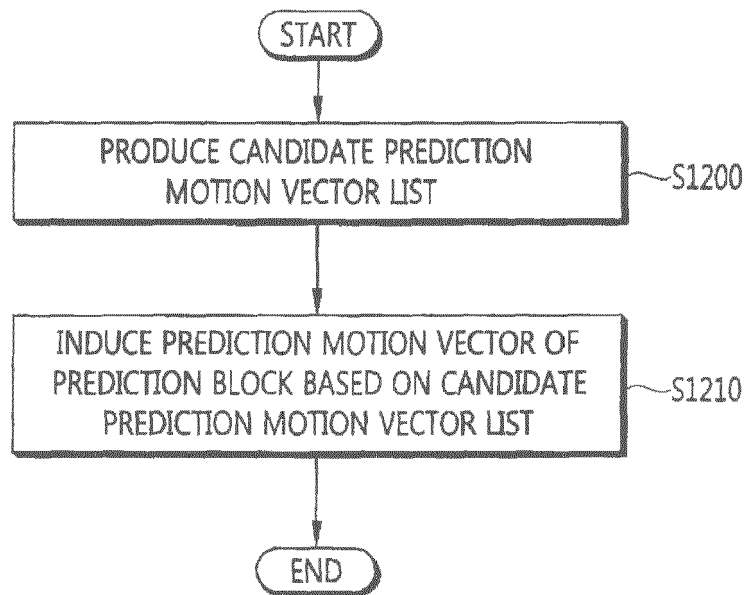 START
PRODUCE CANDIDATE PREDICTION
MOTION VECTOR LIST
S1200
INDUCE PREDICTION MOTION VECTOR OF
PREDICTION BLOCK BASED ON CANDIDATE
PREDICTION MOTION VECTOR LIST
S1210
END